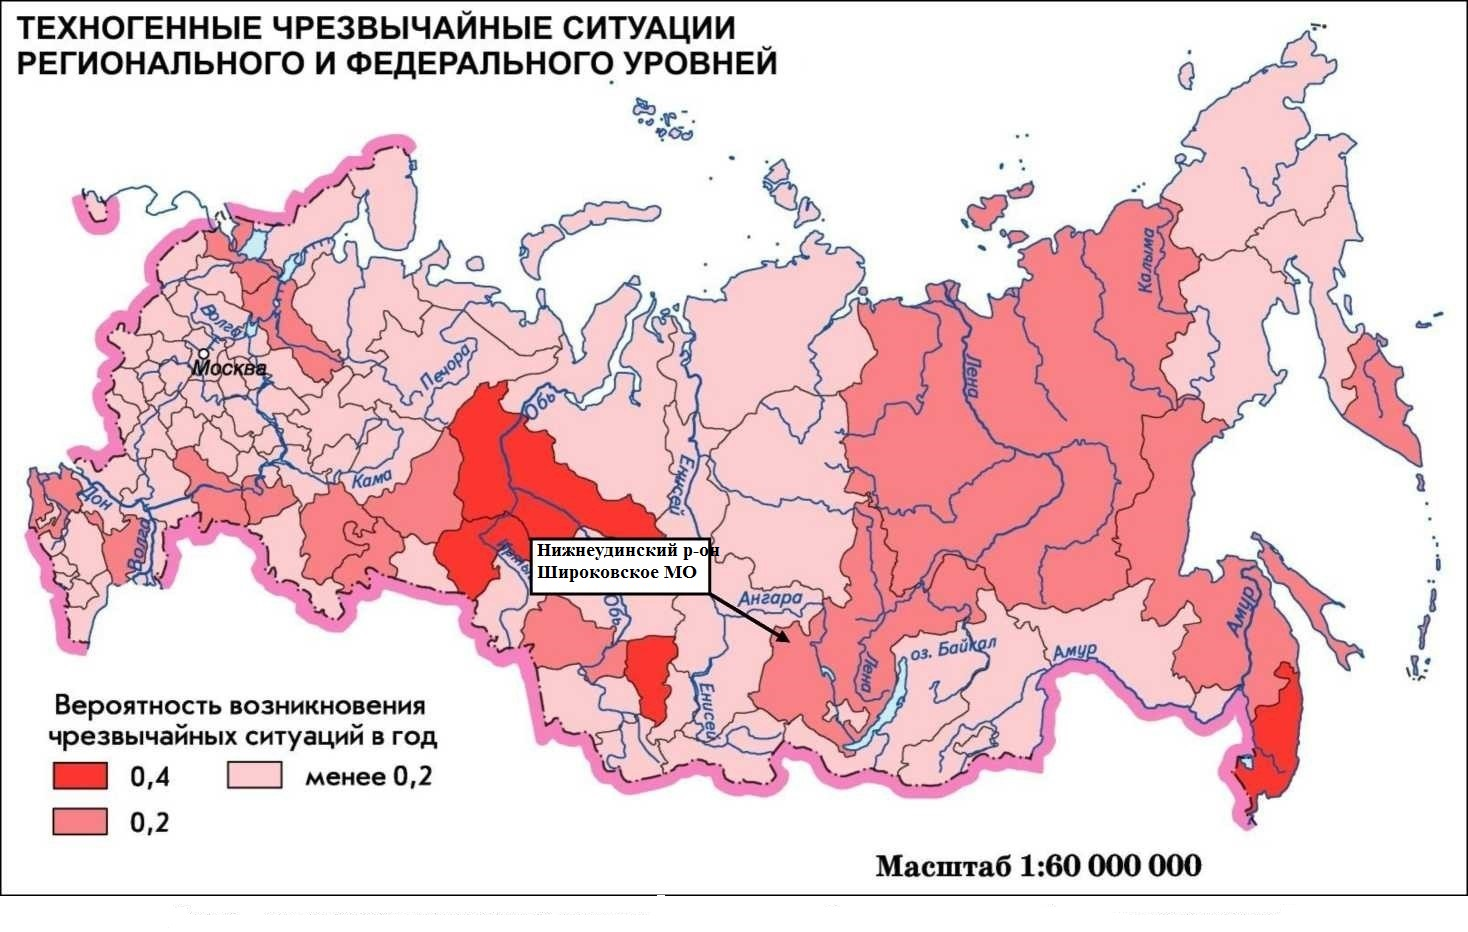 ТЕХНОГЕННЫЕ ЧРЕЗВЫЧАЙНЫЕ СИТУАЦИИ
РЕГИОНАЛЬНОГО И ФЕДЕРАЛЬНОГО УРОВНЕЙ
Колыма
Волга
Москва
Печора
Обь
Лена
Енисей
Кама
Дон
Волга
Нижнеудинский р-он
Широковское МО
Обь
Ангара
Амур
оз. Байкал
Амур
Лена
Енисей
Вероятность возникновения
чрезвычайных ситуаций в год
0,4
менее 0,2
0,2
Масштаб 1:60 000 000